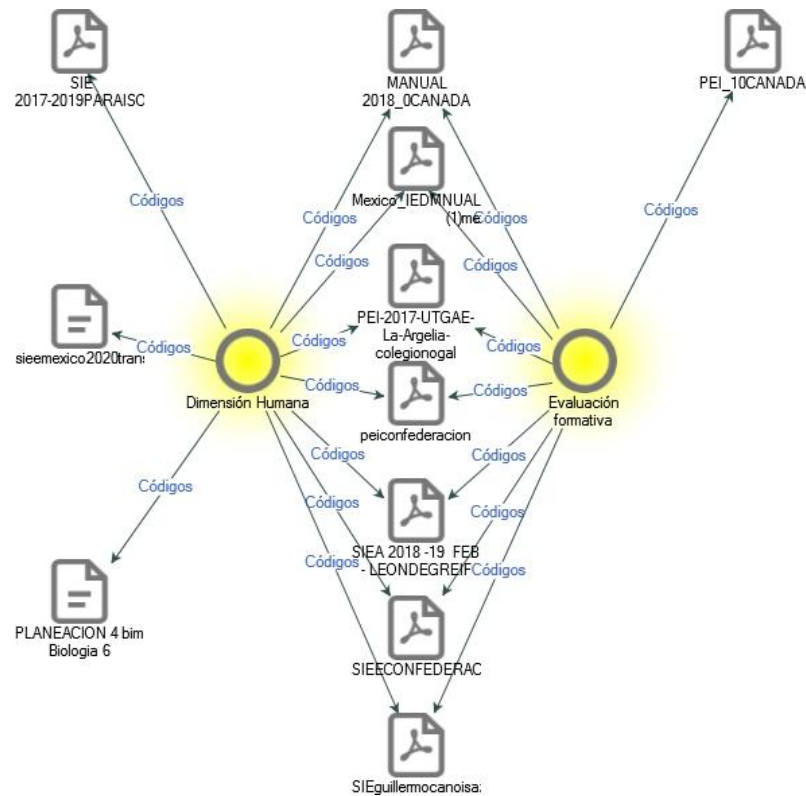 SIE
2017-2019PARAISO
MANUAL
2018_0CANADA
PEI_10CANADA
Mexico_IEDMNUAL
(1)me
Códigos
Códigos
Códigos
Códigos
Códigos
Códigos
PEI-2017-UTGAE-
La-Argelia-
colegionogal
sieemexico2020trans
Códigos
Códigos
Códigos
Dimensión Humana
Códigos
Códigos
Evaluación
formativa
peiconfederacion
Códigos
Códigos
Códigos
Códigos
Códigos
SIEA 2018 -19 FEB
- LEONDEGREIF
Códigos
Códigos
PLANEACION 4 bim
Biologia 6
SIEECONFEDERAC
SIEguillermocanoisa